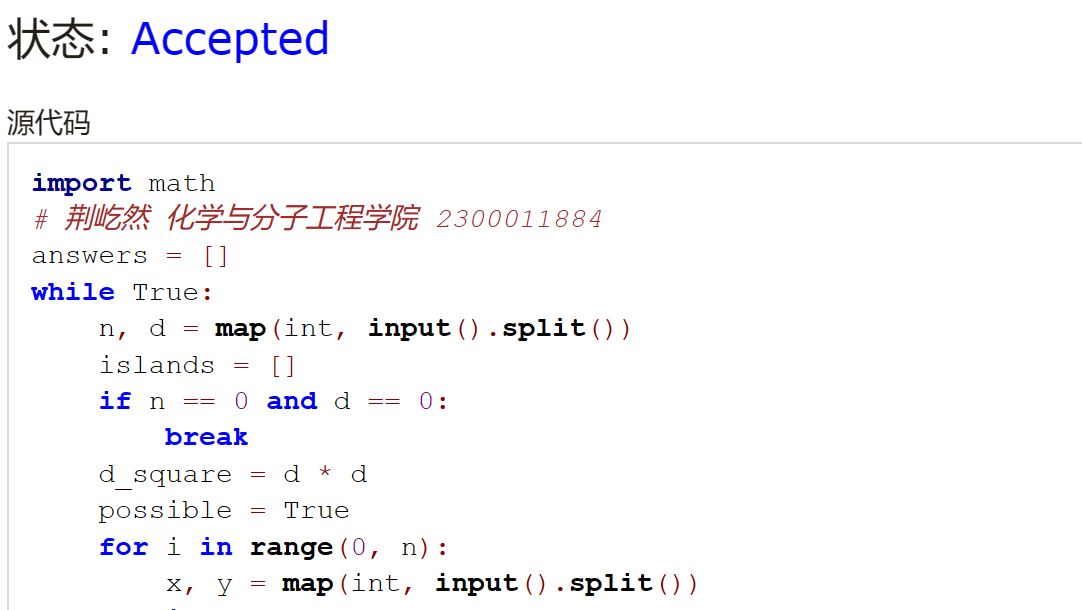 状态: Accepted
源代码
import math
# 荆屹然 化学与分子工程学院 2300011884
answers = []
while True:
    n, d = map(int, input().split())
    islands = []
    if n == 0 and d == 0:
        break
    d_square = d * d
    possible = True
    for i in range(0, n):
        x, y = map(int, input().split())